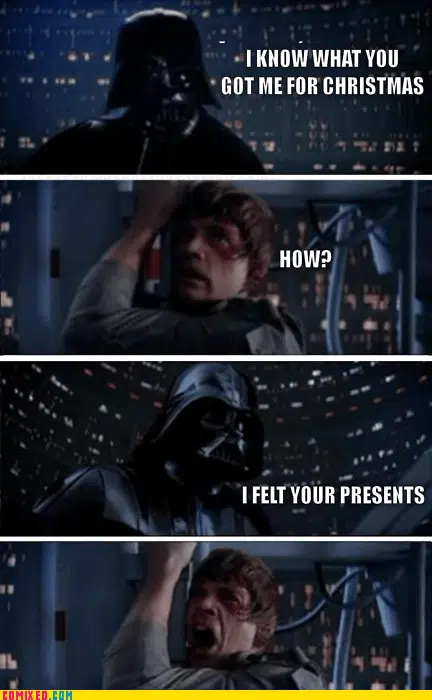 I KNOW WHAT YOU
GOT ME FOR CHRISTMAS
HOW?
I FELT YOUR PRESENTS
COMIXED.COM